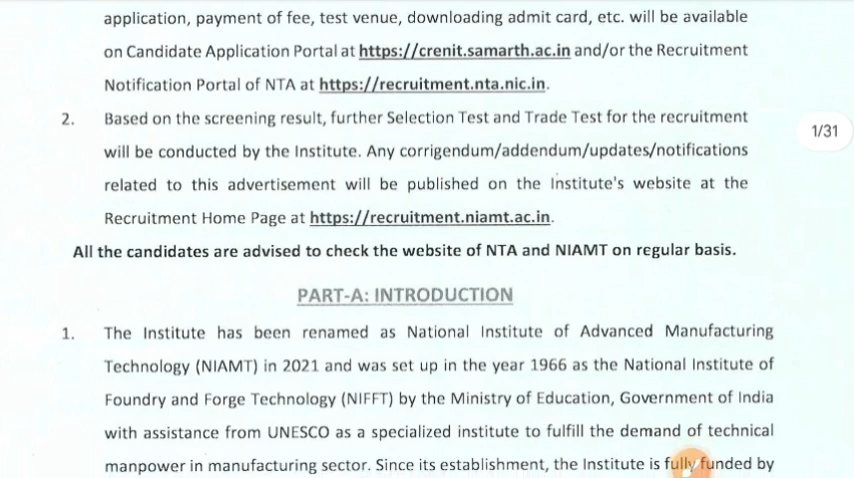 application, payment of fee, test venue, downloading admit card, etc. will be available
on Candidate Application Portal at https://crenit.samarth.ac.in and/or the Recruitment
Notification Portal of NTA at https://recruitment.nta.nic.in.
2. Based on the screening result, further Selection Test and Trade Test for the recruitment
will be conducted by the Institute. Any corrigendum/addendum/updates/notifications
related to this advertisement will be published on the Institute's website at the
Recruitment Home Page at https://recruitment.niamt.ac.in.
All the candidates are advised to check the website of NTA and NIAMT on regular basis.
1/31
PART-A: INTRODUCTION
1. The Institute has been renamed as National Institute of Advanced Manufacturing
Technology (NIAMT) in 2021 and was set up in the year 1966 as the National Institute of
Foundry and Forge Technology (NIFFT) by the Ministry of Education, Government of India
with assistance from UNESCO as a specialized institute to fulfill the demand of technical
manpower in manufacturing sector. Since its establishment, the Institute is fully funded by